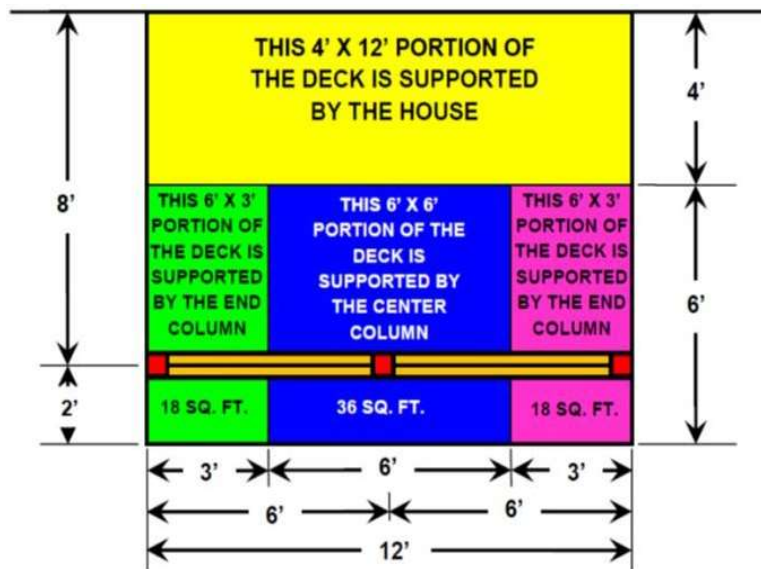 THIS 4' X 12' PORTION OF
THE DECK IS SUPPORTED
BY THE HOUSE
4'
8'
THIS 6' X 3'
PORTION OF
THE DECK IS
SUPPORTED
BY THE END
COLUMN
THIS 6' X 6'
PORTION OF THE
DECK IS
SUPPORTED BY
THE CENTER
COLUMN
THIS 6' X 3'
PORTION OF
THE DECK IS
SUPPORTED
BY THE END
COLUMN
6'
2'
18 SQ. FT.
36 SQ. FT.
18 SQ. FT.
3'
6'
3'
6'
6'
12'